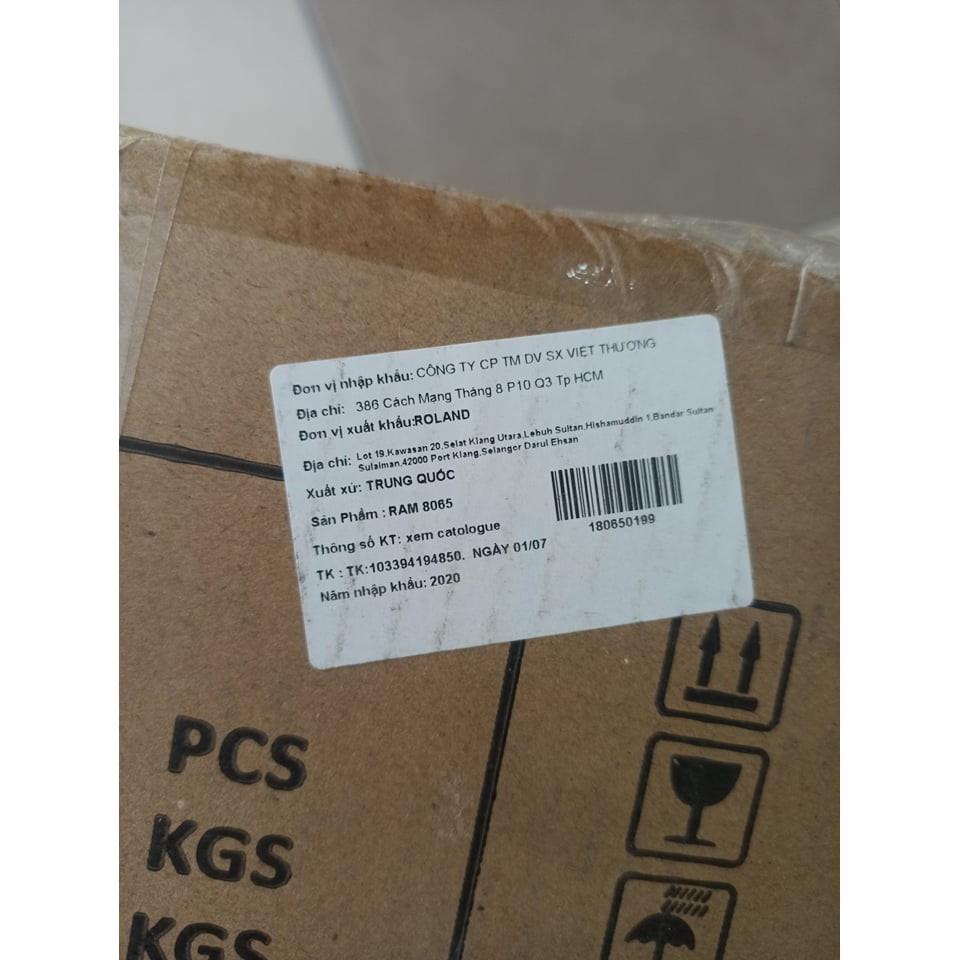 Đơn vị nhập khẩu: CÔNG TY CP TM DV SX VIỆT THƯƠNG
Địa chỉ: 386 Cách Mạng Tháng 8 P10 Q3 Tp HCM
Đơn vị xuất khẩu:ROLAND
Địa chỉ: Lot 19,Kawasan 20,Selat Klang Utara,Lebuh Sultan,Hishamuddin 1,Bandar Sultan
Sulaiman,42000 Port Klang,Selangor Darul Ehsan
Xuất xứ: TRUNG QUỐC
Sản Phẩm : RAM 8065
Thông số KT: xem catologue
TK : TK:103394194850. NGÀY 01/07
Năm nhập khẩu: 2020
180650199
PCS
KGS
KGS